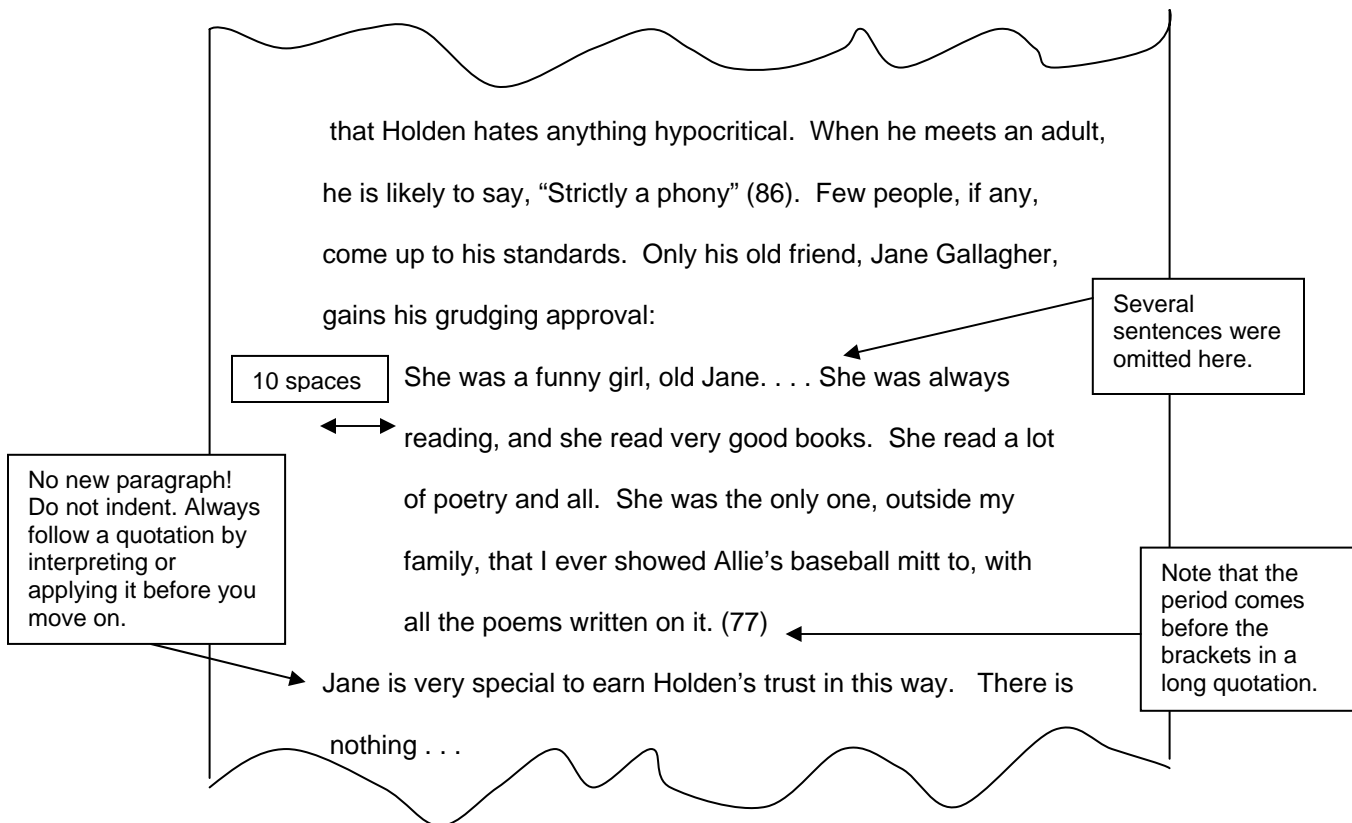 that Holden hates anything hypocritical.  When he meets an adult,
he is likely to say, “Strictly a phony” (86).  Few people, if any,
come up to his standards.  Only his old friend, Jane Gallagher,
gains his grudging approval:
Several
sentences were
omitted here.
10 spaces
She was a funny girl, old Jane. . . . She was always
reading, and she read very good books.  She read a lot
of poetry and all.  She was the only one, outside my
family, that I ever showed Allie’s baseball mitt to, with
all the poems written on it. (77)
No new paragraph!
Do not indent. Always
follow a quotation by
interpreting or
applying it before you
move on.
Note that the
period comes
before the
brackets in a
long quotation.
Jane is very special to earn Holden’s trust in this way.   There is
nothing . . .